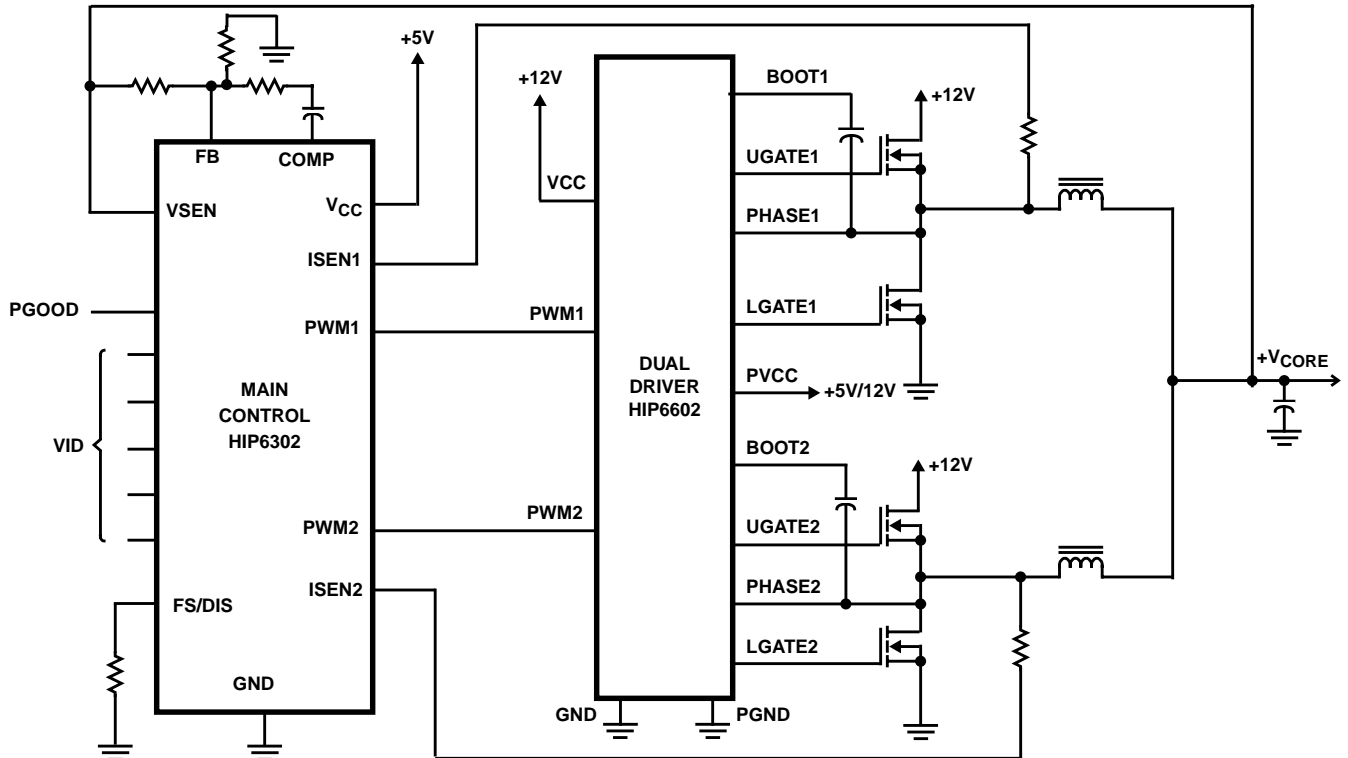 +5V
+12V
BOOT1
+12V
FB
COMP
UGATE1
VCC
VSEN
VCC
PHASE1
ISEN1
PGOOD
PWM1
PWM1
LGATE1
DUAL
DRIVER
HIP6602
PVCC
+5V/12V
+VCORE
MAIN
CONTROL
HIP6302
VID
BOOT2
+12V
PWM2
PWM2
UGATE2
ISEN2
PHASE2
FS/DIS
LGATE2
GND
GND
PGND